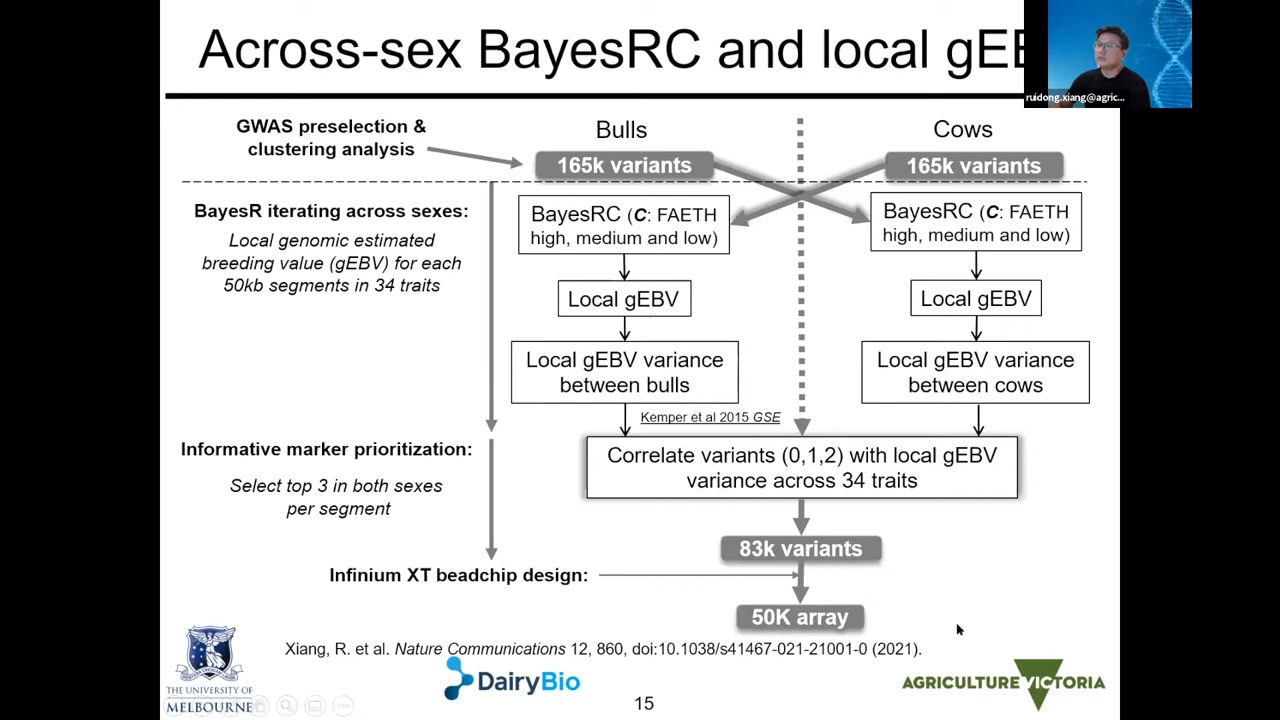 Across-sex BayesRC and local gEB
ruidong.xiang@agric...
GWAS preselection &
clustering analysis
Bulls
Cows
165k variants
165k variants
BayesR iterating across sexes:
Local genomic estimated
breeding value (gEBV) for each
50kb segments in 34 traits
BayesRC (C: FAETH
high, medium and low)
BayesRC (C: FAETH
high, medium and low)
Local gEBV
Local gEBV
Local gEBV variance
between bulls
Local gEBV variance
between cows
Kemper et al 2015 GSE
Informative marker prioritization:
Select top 3 in both sexes
per segment
Correlate variants (0,1,2) with local gEBV
variance across 34 traits
83k variants
Infinium XT beadchip design:
50K array
Xiang, R. et al. Nature Communications 12, 860, doi:10.1038/s41467-021-21001-0 (2021).
THE UNIVERSITY OF
MELBOURNE
DairyBio
AGRICULTURE VICTORIA
15